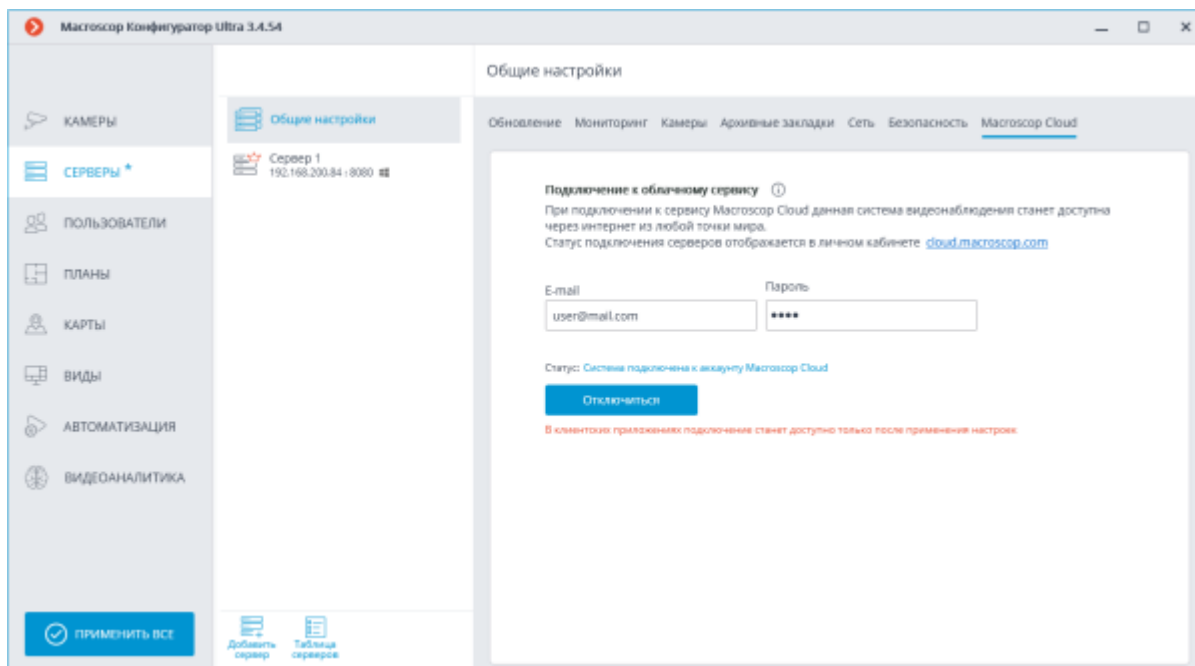 Macroscop Конфигуратор Ultra 3.4.54
КАМЕРЫ
СЕРВЕРЫ *
ПОЛЬЗОВАТЕЛИ
ПЛАНЫ
КАРТЫ
ВИДЫ
АВТОМАТИЗАЦИЯ
ВИДЕОАНАЛИТИКА
ПРИМЕНИТЬ ВСЕ
Общие настройки
Сервер 1
192.168.200.84 : 8080
Добавить сервер
Таблица серверов
Общие настройки
Обновление Мониторинг Камеры Архивные закладки Сеть Безопасность Macroscop Cloud
Подключение к облачному сервису
При подключении к сервису Macroscop Cloud данная система видеонаблюдения станет доступна
через интернет из любой точки мира.
Статус подключения серверов отображается в личном кабинете cloud.macroscop.com
E-mail
Пароль
user@mail.com
••••
Статус: Система подключена к аккаунту Macroscop Cloud
Отключиться
В клиентских приложениях подключение станет доступно только после применения настроек